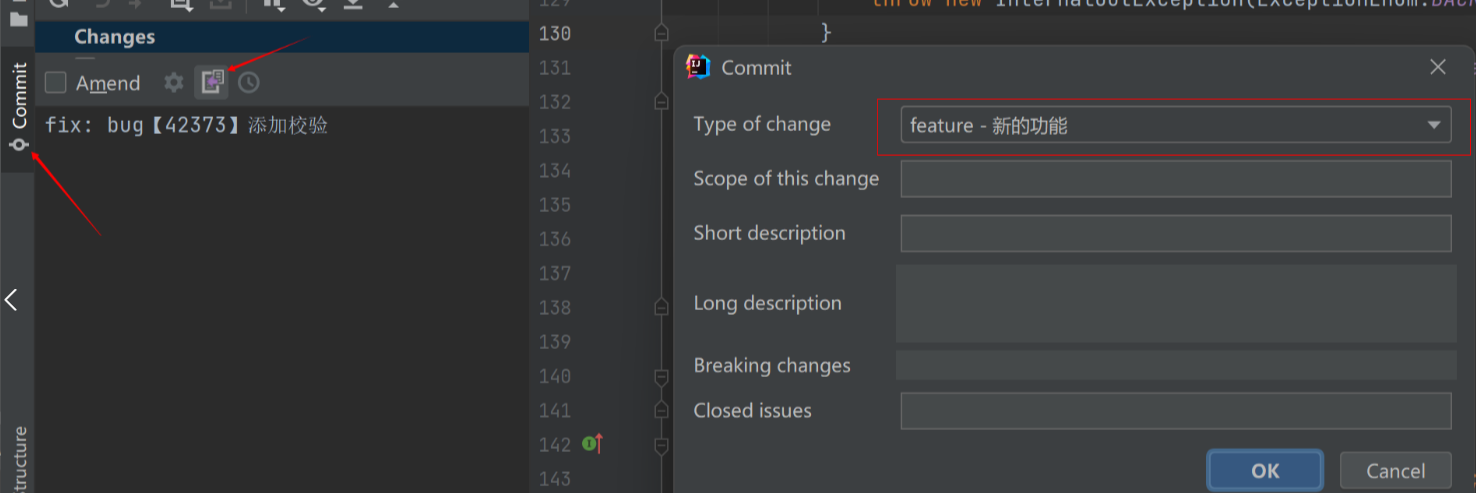 Changes
Commit
Amend
fix: bug【42373】添加校验
Structure
129
130
}
131
132
133
134
135
136
137
138
139
140
141
142
143
Commit
Type of change
feature - 新的功能
Scope of this change
Short description
Long description
Breaking changes
Closed issues
OK
Cancel